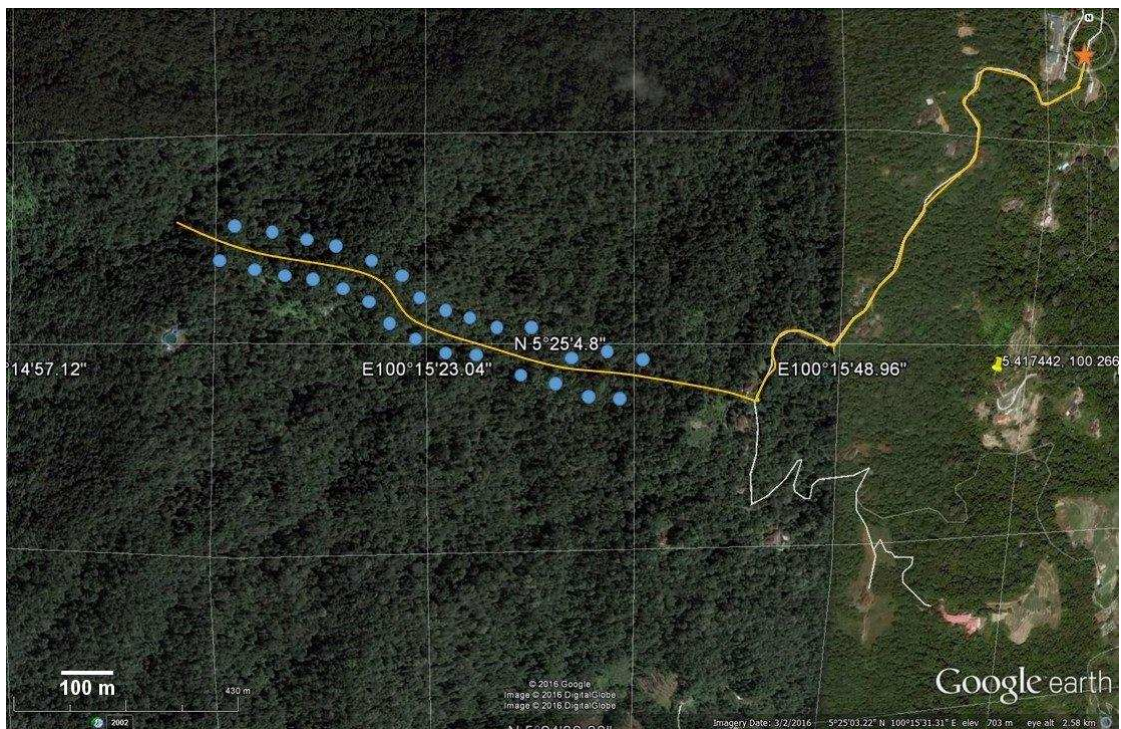 N
N 5°25'4.8"
°14'57.12"
E100°15'23.04"
E100°15'48.96"
5.417442, 100.266
100 m
430 m
© 2016 Google
Image © 2016 DigitalGlobe
Image © 2016 DigitalGlobe
Google earth
2002
Imagery Date: 3/2/2016 5°25'03.22" N 100°15'31.31" E elev 703 m eye alt 2.58 km